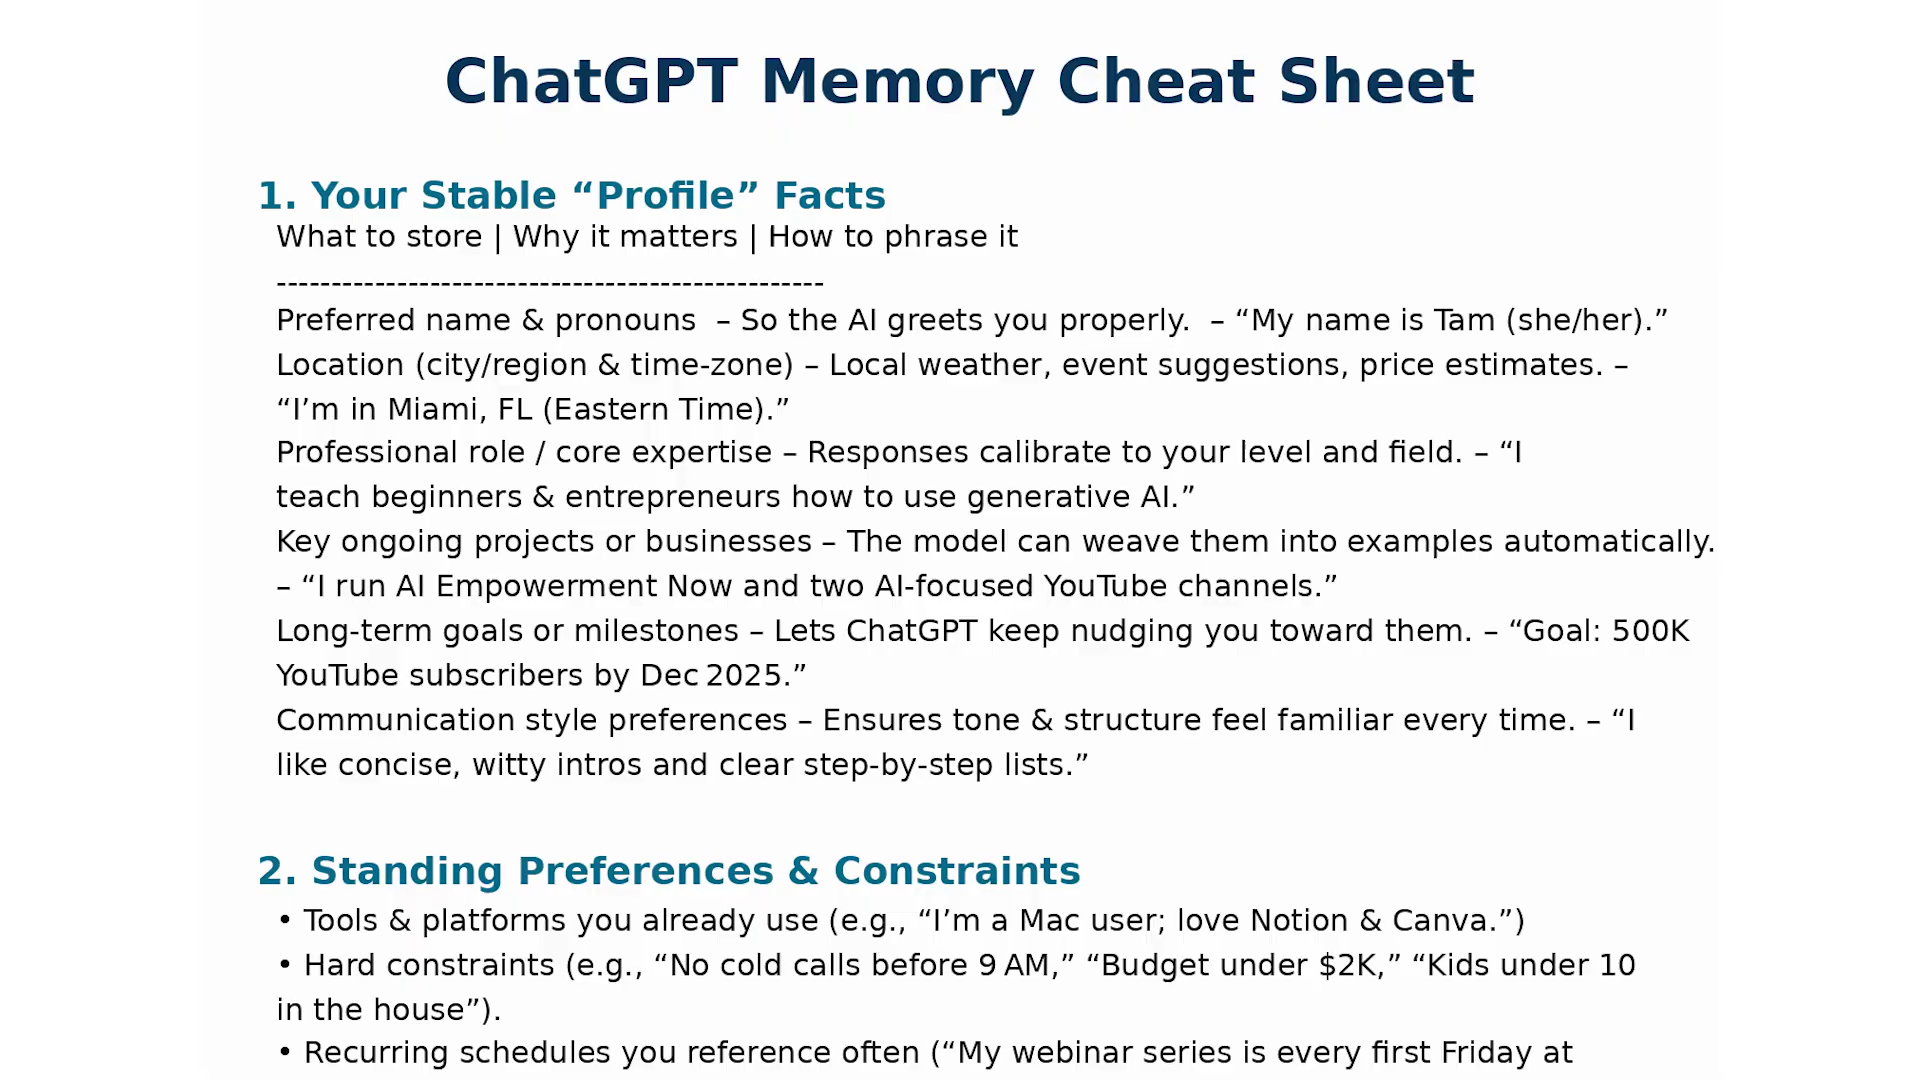 ChatGPT Memory Cheat Sheet
1. Your Stable “Profile” Facts
What to store | Why it matters | How to phrase it
--------------------------------------------------
Preferred name & pronouns  – So the AI greets you properly.  – “My name is Tam (she/her).”
Location (city/region & time-zone) – Local weather, event suggestions, price estimates. –
“I’m in Miami, FL (Eastern Time).”
Professional role / core expertise – Responses calibrate to your level and field. – “I
teach beginners & entrepreneurs how to use generative AI.”
Key ongoing projects or businesses – The model can weave them into examples automatically.
– “I run AI Empowerment Now and two AI-focused YouTube channels.”
Long-term goals or milestones – Lets ChatGPT keep nudging you toward them. – “Goal: 500K
YouTube subscribers by Dec 2025.”
Communication style preferences – Ensures tone & structure feel familiar every time. – “I
like concise, witty intros and clear step-by-step lists.”
2. Standing Preferences & Constraints
• Tools & platforms you already use (e.g., “I’m a Mac user; love Notion & Canva.”)
• Hard constraints (e.g., “No cold calls before 9 AM,” “Budget under $2K,” “Kids under 10
in the house”).
• Recurring schedules you reference often (“My webinar series is every first Friday at